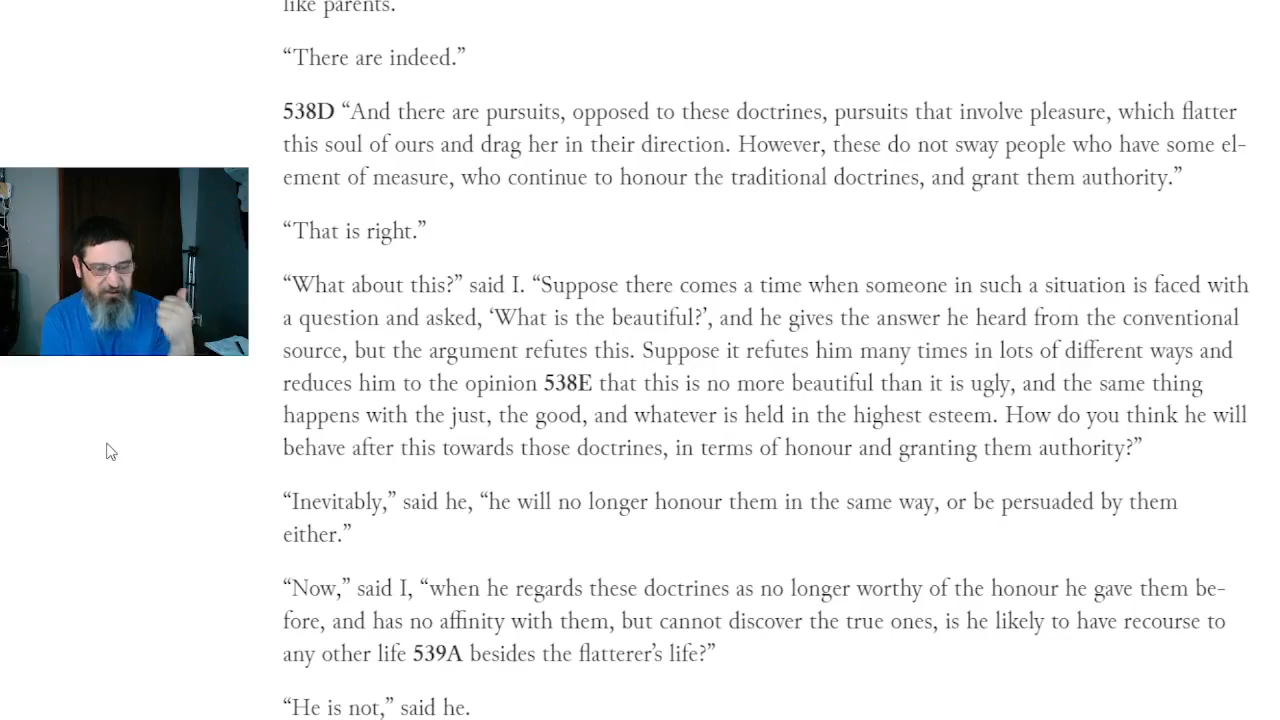 like parents.
“There are indeed.”
538D “And there are pursuits, opposed to these doctrines, pursuits that involve pleasure, which flatter
this soul of ours and drag her in their direction. However, these do not sway people who have some el-
ement of measure, who continue to honour the traditional doctrines, and grant them authority.”
“That is right.”
“What about this?” said I. “Suppose there comes a time when someone in such a situation is faced with
a question and asked, ‘What is the beautiful?’, and he gives the answer he heard from the conventional
source, but the argument refutes this. Suppose it refutes him many times in lots of different ways and
reduces him to the opinion 538E that this is no more beautiful than it is ugly, and the same thing
happens with the just, the good, and whatever is held in the highest esteem. How do you think he will
behave after this towards those doctrines, in terms of honour and granting them authority?”
“Inevitably,” said he, “he will no longer honour them in the same way, or be persuaded by them
either.”
“Now,” said I, “when he regards these doctrines as no longer worthy of the honour he gave them be-
fore, and has no affinity with them, but cannot discover the true ones, is he likely to have recourse to
any other life 539A besides the flatterer’s life?”
“He is not,” said he.